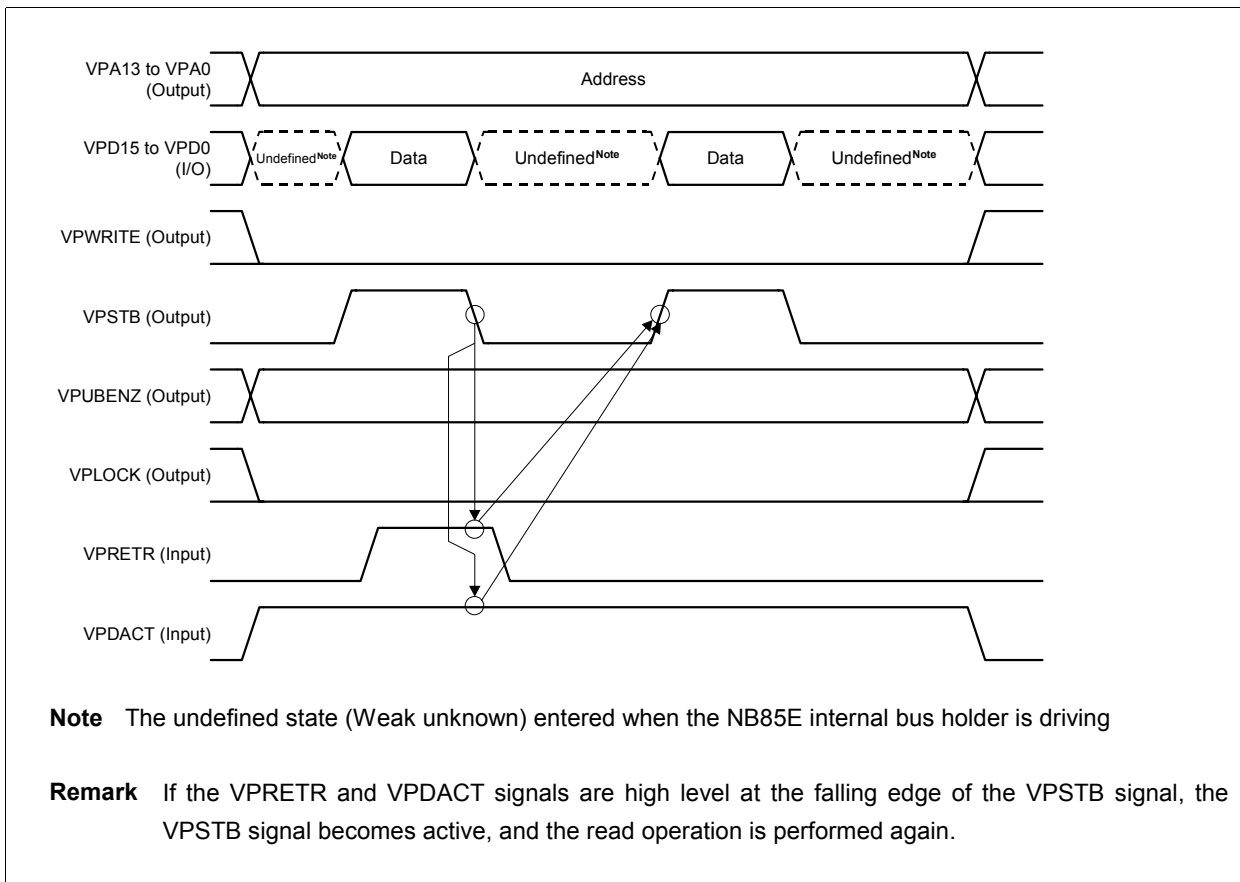 VPA13 to VPA0
(Output)
Address
VPD15 to VPD0
(I/O)
UndefinedNote
Data
UndefinedNote
Data
UndefinedNote
VPWRITE (Output)
VPSTB (Output)
VPUBENZ (Output)
VPLOCK (Output)
VPRETR (Input)
VPDACT (Input)
Note The undefined state (Weak unknown) entered when the NB85E internal bus holder is driving
Remark If the VPRETR and VPDACT signals are high level at the falling edge of the VPSTB signal, the
VPSTB signal becomes active, and the read operation is performed again.